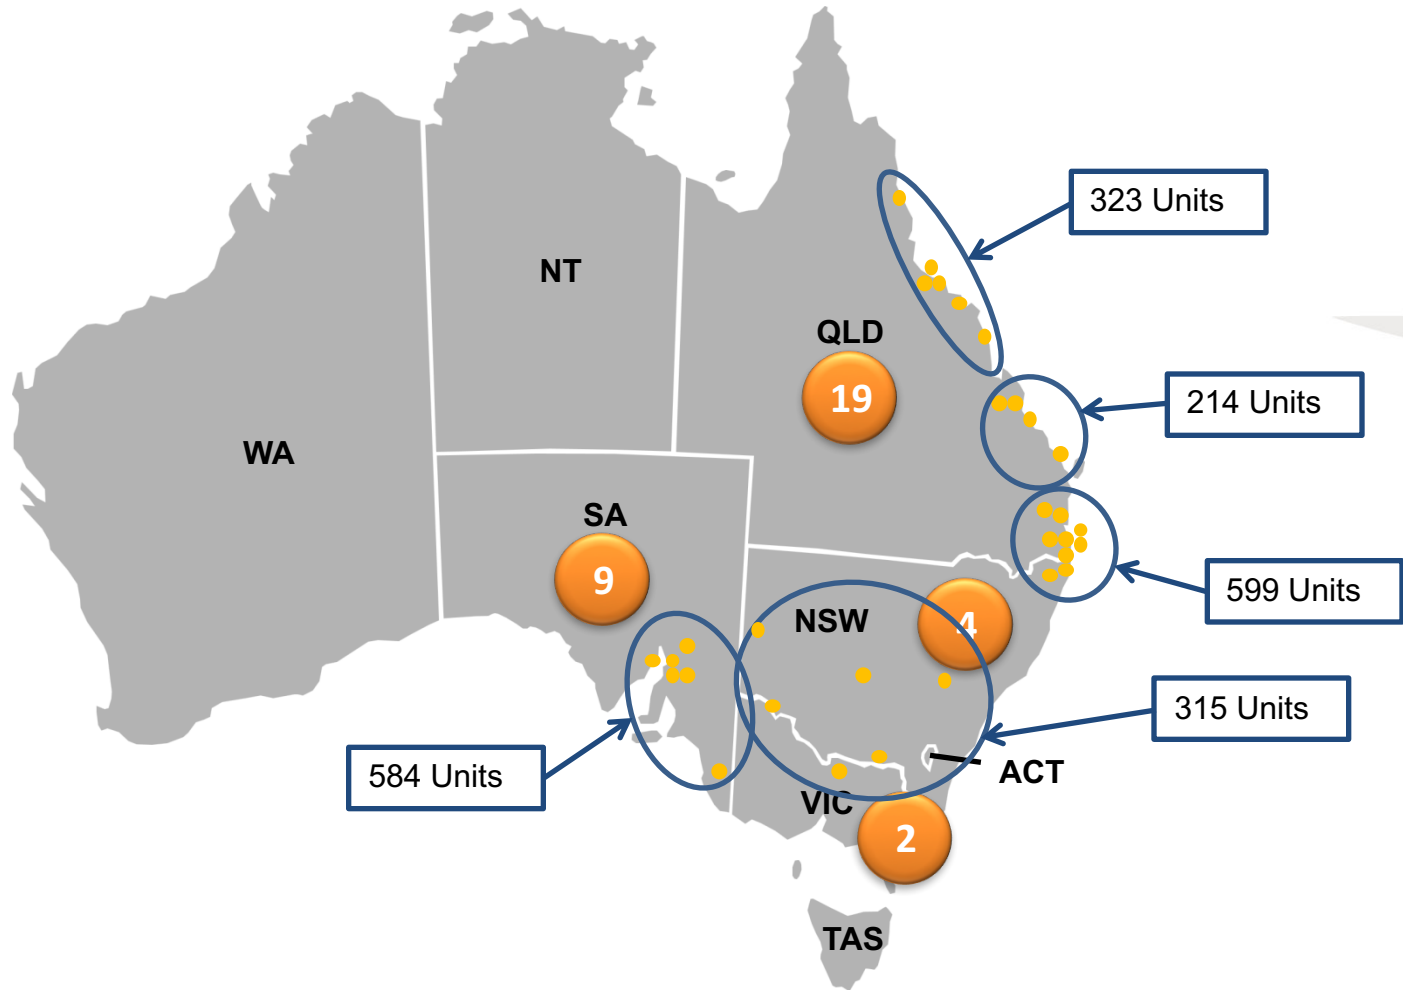 323 Units
NT
QLD
19
214 Units
WA
SA
9
599 Units
NSW
4
315 Units
584 Units
ACT
VIC
2
TAS